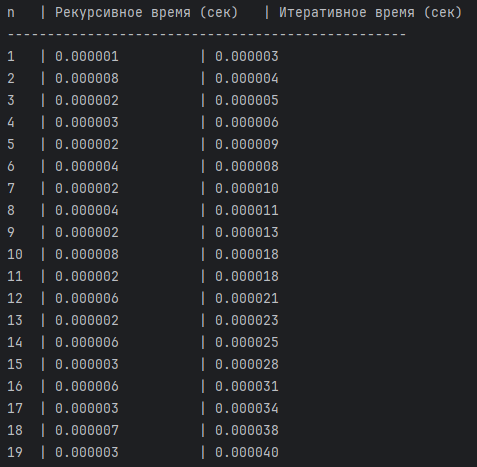 n   | Рекурсивное время (сек)   | Итеративное время (сек)
--------------------------------------------------
1   | 0.000001          | 0.000003
2   | 0.000008          | 0.000004
3   | 0.000002          | 0.000005
4   | 0.000003          | 0.000006
5   | 0.000002          | 0.000009
6   | 0.000004          | 0.000008
7   | 0.000002          | 0.000010
8   | 0.000004          | 0.000011
9   | 0.000002          | 0.000013
10  | 0.000008          | 0.000018
11  | 0.000002          | 0.000018
12  | 0.000006          | 0.000021
13  | 0.000002          | 0.000023
14  | 0.000006          | 0.000025
15  | 0.000003          | 0.000028
16  | 0.000006          | 0.000031
17  | 0.000003          | 0.000034
18  | 0.000007          | 0.000038
19  | 0.000003          | 0.000040